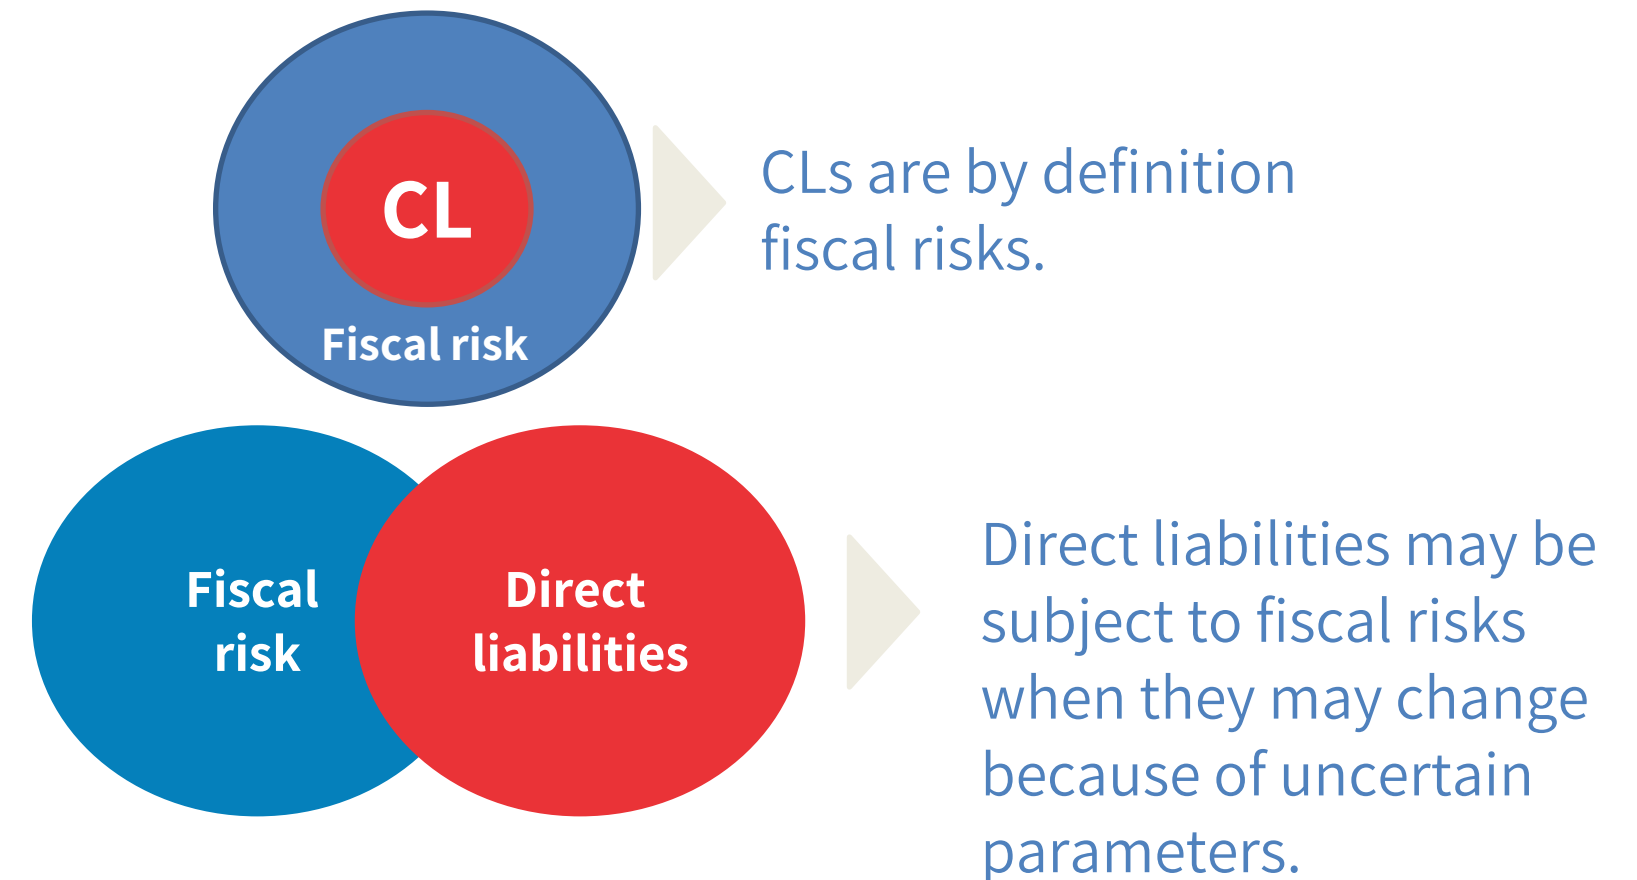 CL
Fiscal risk
CLs are by definition
fiscal risks.
Fiscal
risk
Direct
liabilities
Direct liabilities may be
subject to fiscal risks
when they may change
because of uncertain
parameters.